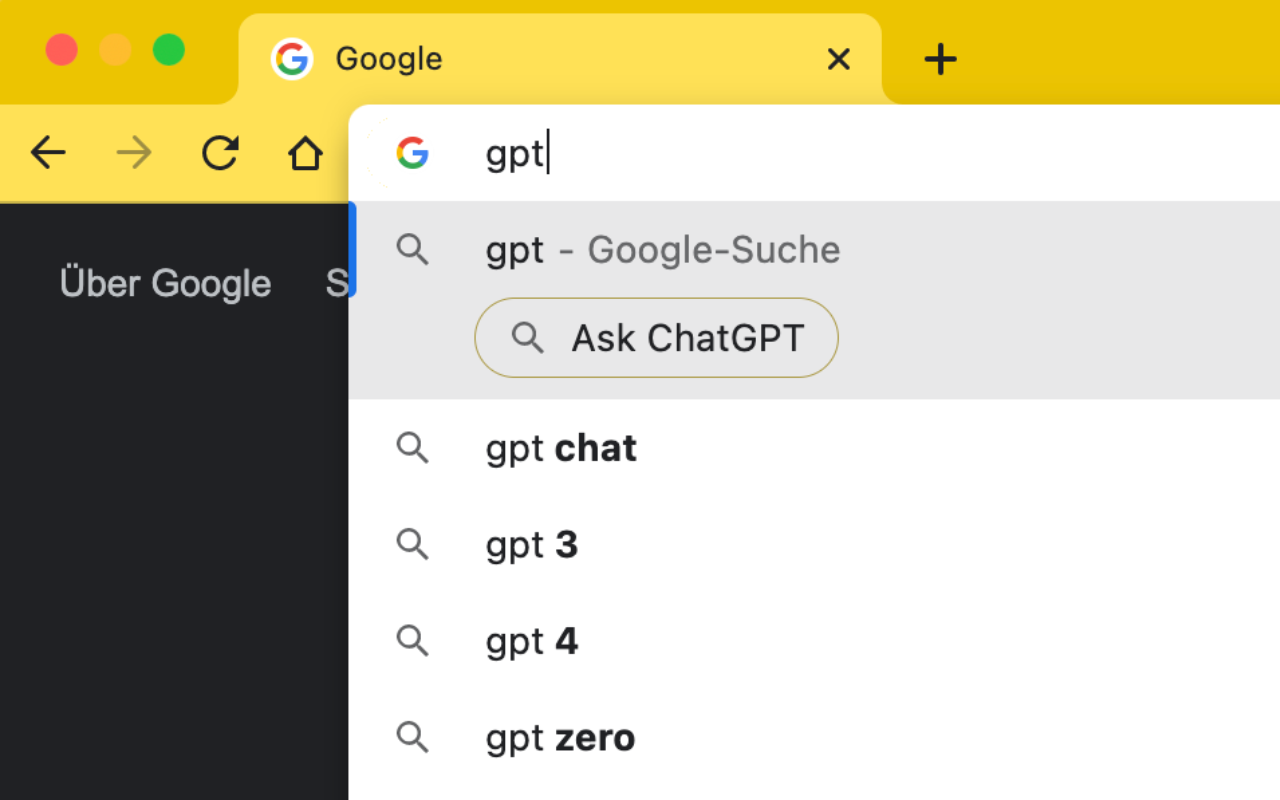 Google
gpt
gpt - Google-Suche
Über Google S
Ask ChatGPT
gpt chat
gpt 3
gpt 4
gpt zero